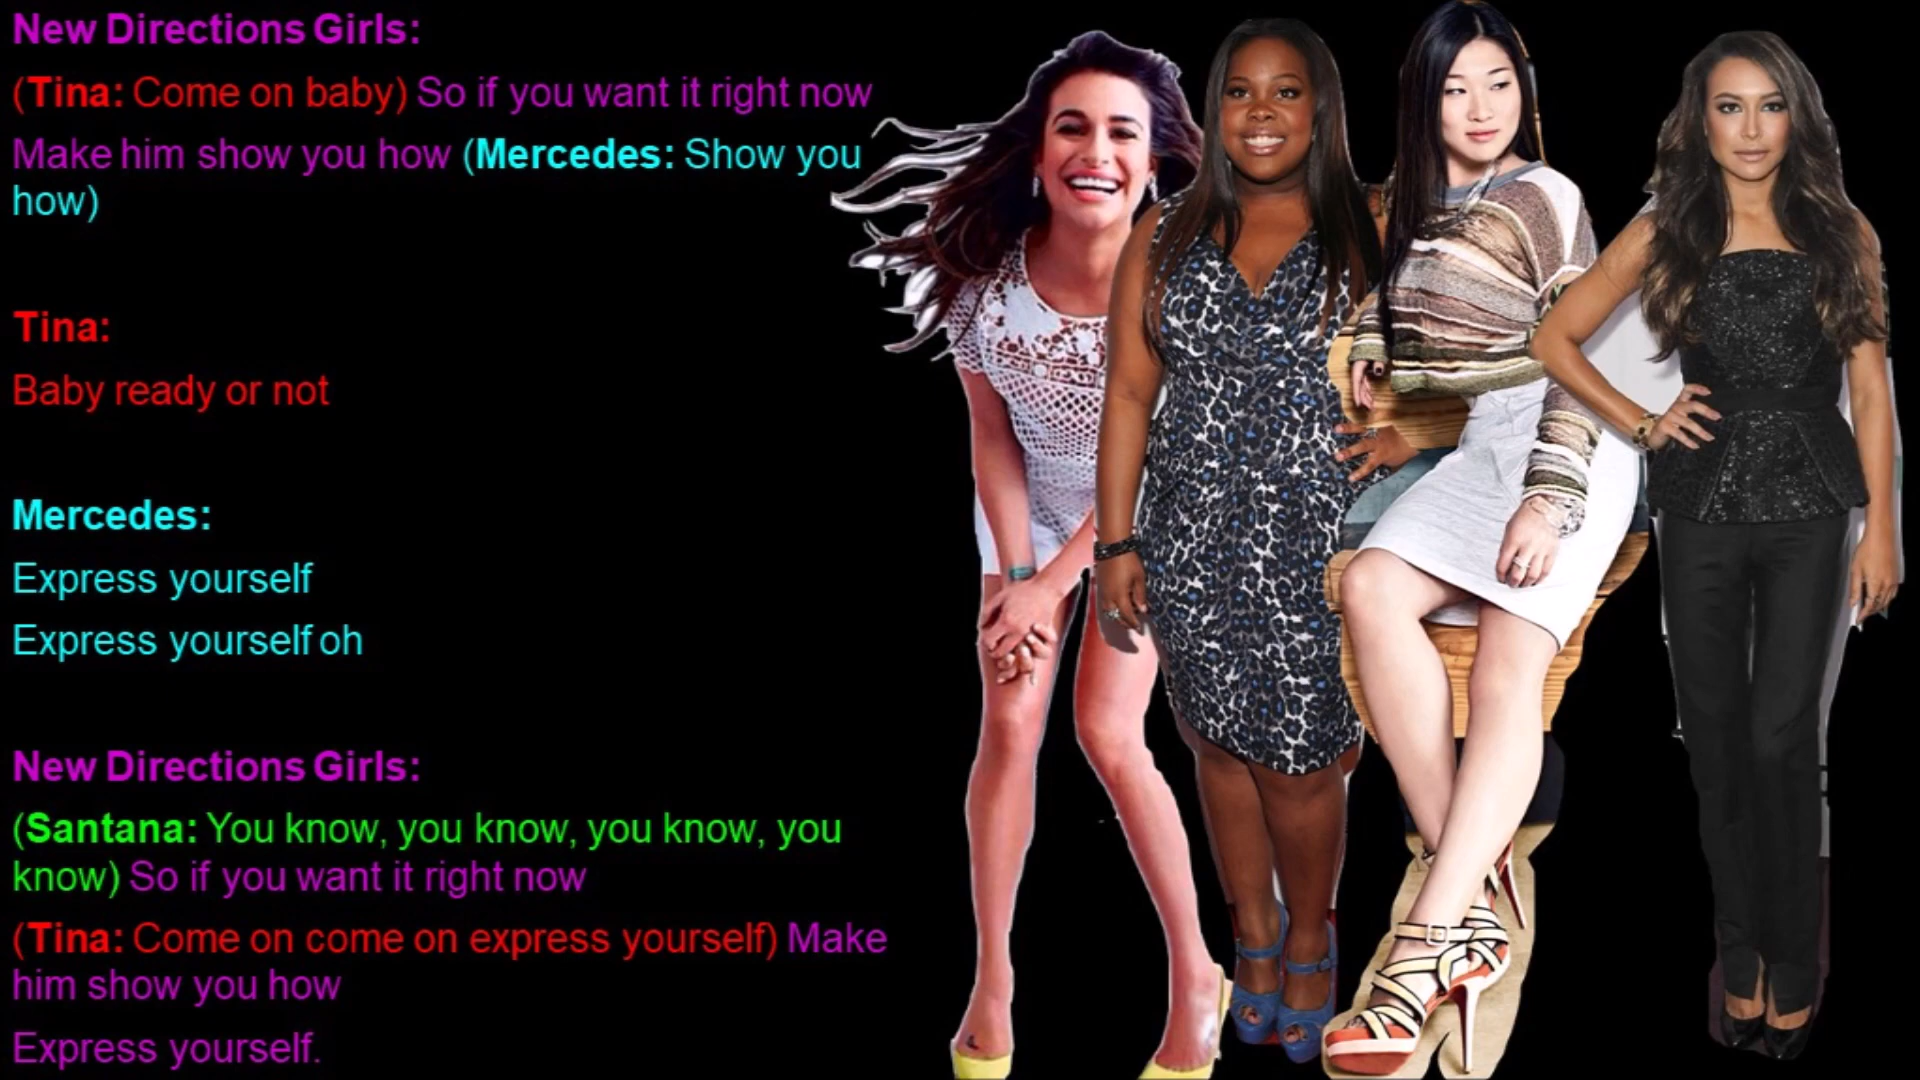 New Directions Girls:
(Tina: Come on baby) So if you want it right now
Make him show you how (Mercedes: Show you
how)
Tina:
Baby ready or not
Mercedes:
Express yourself
Express yourself oh
New Directions Girls:
(Santana: You know, you know, you know, you
know) So if you want it right now
(Tina: Come on come on express yourself) Make
him show you how
Express yourself.